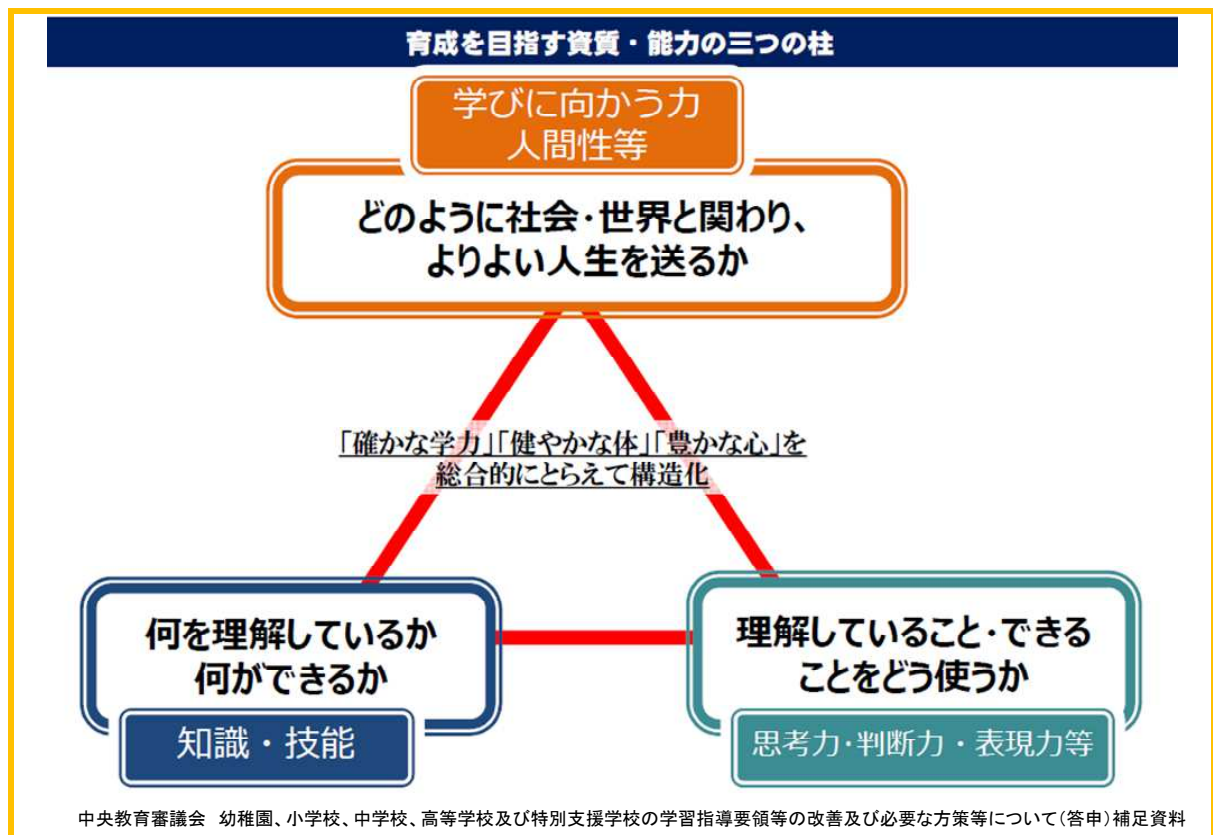 育成を目指す資質・能力の三つの柱
学びに向かう力
人間性等
どのように社会・世界と関わり、
よりよい人生を送るか
「確かな学力」「健やかな体」「豊かな心」を
総合的にとらえて構造化
何を理解しているか
何ができるか
知識・技能
理解していること・できる
ことをどう使うか
思考力・判断力・表現力等
中央教育審議会 幼稚園、小学校、中学校、高等学校及び特別支援学校の学習指導要領等の改善及び必要な方策等について(答申)補足資料